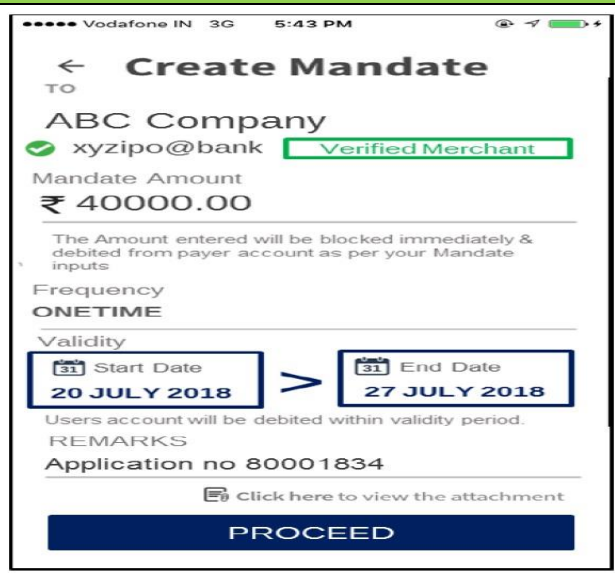 Vodafone IN 3G 5:43 PM
← Create Mandate
TO
ABC Company
xyzipo@bank Verified Merchant
Mandate Amount
₹ 40000.00
The Amount entered will be blocked immediately &
debited from payer account as per your Mandate
inputs
Frequency
ONETIME
Validity
31 Start Date > 31 End Date
20 JULY 2018 27 JULY 2018
Users account will be debited within validity period.
REMARKS
Application no 80001834
Click here to view the attachment
PROCEED